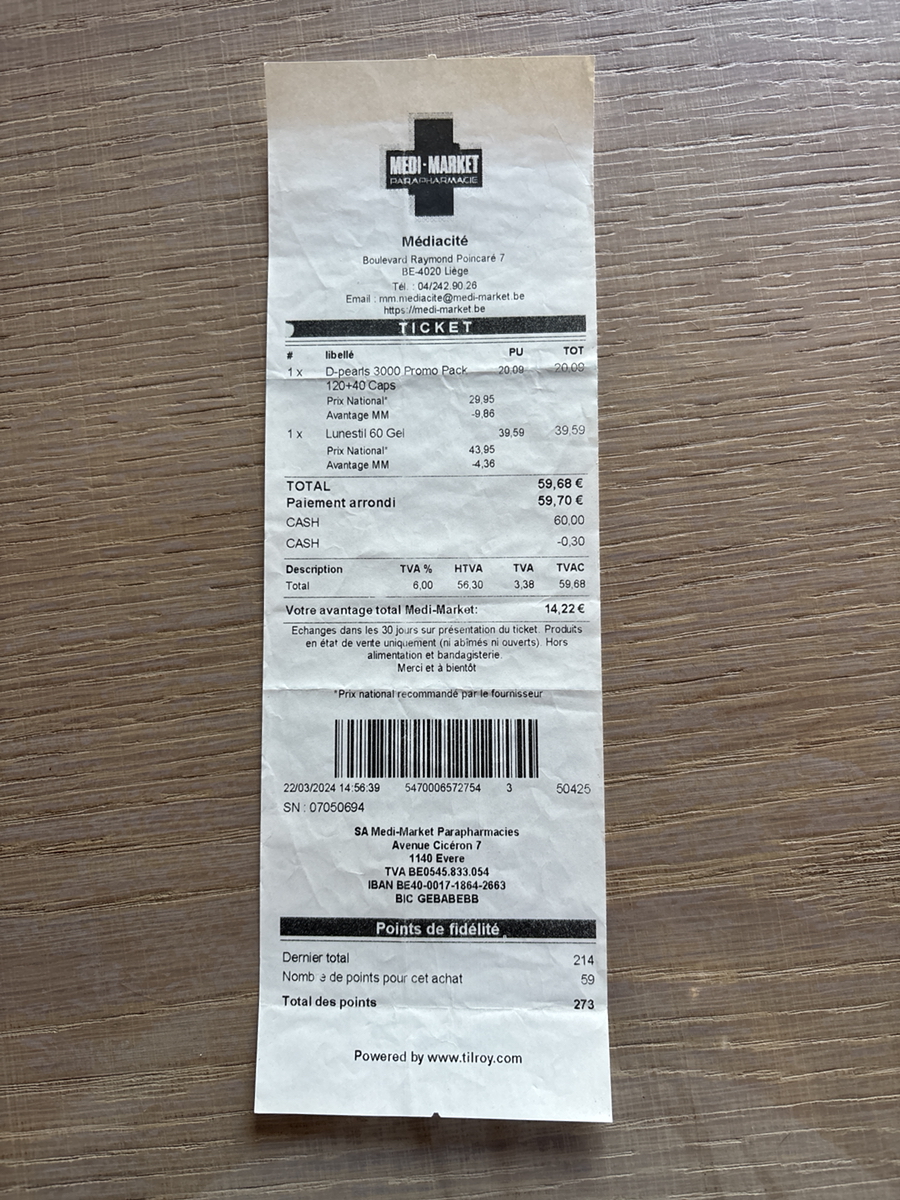 MEDI-MARKET
PARAPHARMACIE
Médiacité
Boulevard Raymond Poincaré 7
BE-4020 Liège
Tél. : 04/242.90.26
Email : mm.mediacite@medi-market.be
https://medi-market.be
TICKET
# libellé PU TOT
1 x D-pearls 3000 Promo Pack 20,09 20,09
120+40 Caps
Prix National* 29,95
Avantage MM -9,86
1 x Lunestil 60 Gel 39,59 39,59
Prix National* 43,95
Avantage MM -4,36
TOTAL 59,68 €
Paiement arrondi 59,70 €
CASH 60,00
CASH -0,30
Description TVA % HTVA TVA TVAC
Total 6,00 56,30 3,38 59,68
Votre avantage total Medi-Market: 14,22 €
Echanges dans les 30 jours sur présentation du ticket. Produits
en état de vente uniquement (ni abîmés ni ouverts). Hors
alimentation et bandagisterie.
Merci et à bientôt
*Prix national recommandé par le fournisseur
22/03/2024 14:56:39 5470006572754 3 50425
SN : 07050694
SA Medi-Market Parapharmacies
Avenue Cicéron 7
1140 Evere
TVA BE0545.833.054
IBAN BE40-0017-1864-2663
BIC GEBABEBB
Points de fidélité
Dernier total 214
Nombre de points pour cet achat 59
Total des points 273
Powered by www.tilroy.com